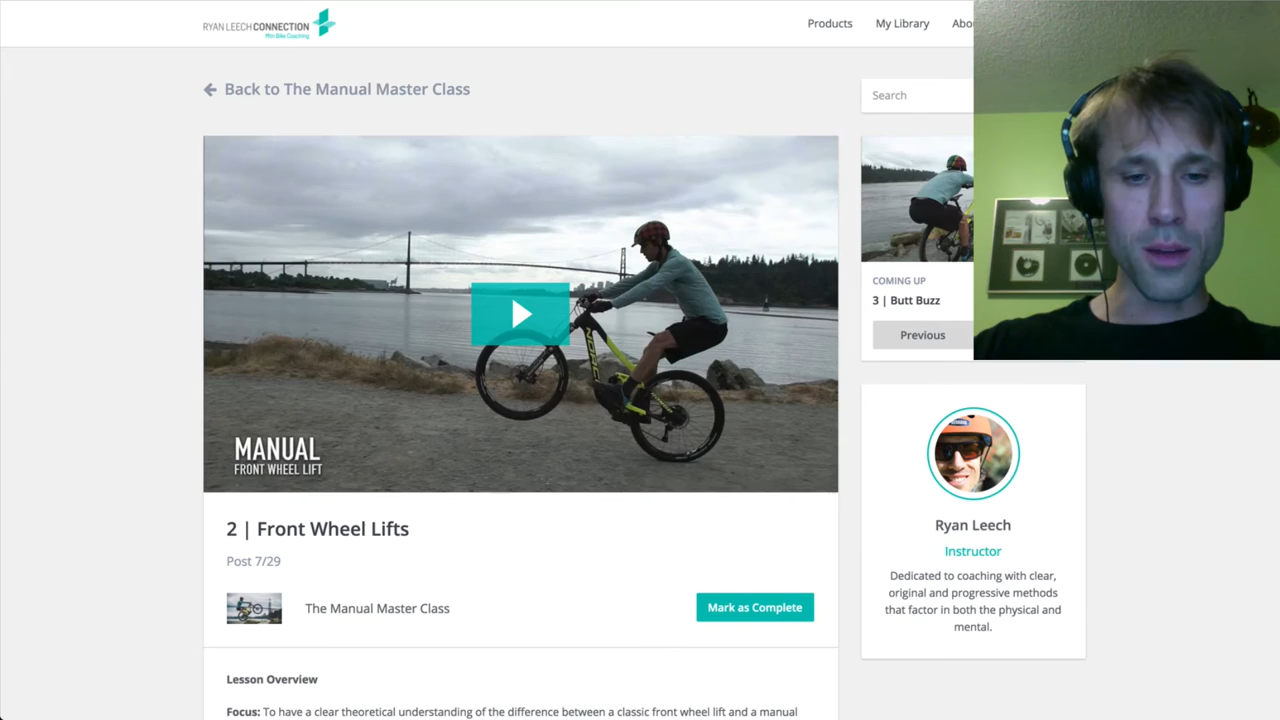 RYAN LEECH CONNECTION
Mtn Bike Coaching
Products
My Library
Abo
Back to The Manual Master Class
Search
NORCO
MANUAL
FRONT WHEEL LIFT
COMING UP
3 | Butt Buzz
Previous
2 | Front Wheel Lifts
Post 7/29
The Manual Master Class
Mark as Complete
Lesson Overview
Focus: To have a clear theoretical understanding of the difference between a classic front wheel lift and a manual
Ryan Leech
Instructor
Dedicated to coaching with clear,
original and progressive methods
that factor in both the physical and
mental.